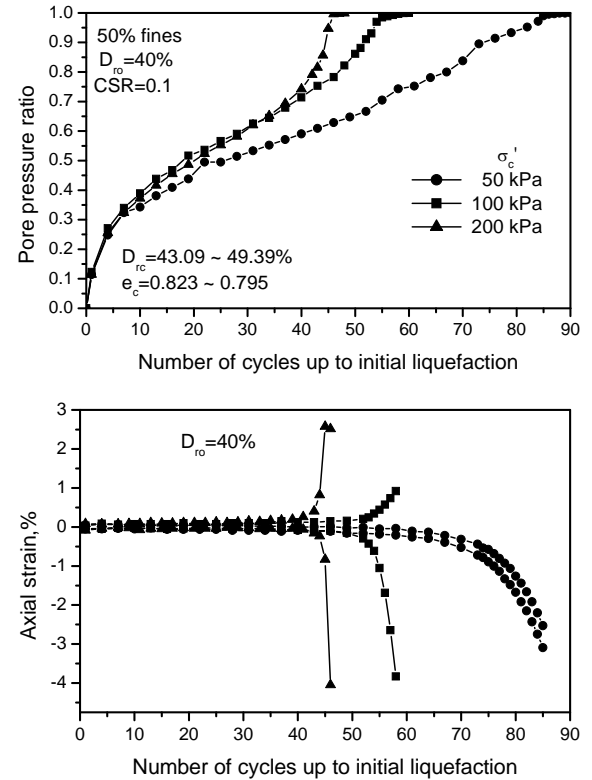 1.0
0.9
0.8
0.7
0.6
0.5
0.4
0.3
0.2
0.1
0.0
Pore pressure ratio
50% fines
D_ro=40%
CSR=0.1
σ_c'
50 kPa
100 kPa
200 kPa
D_rc=43.09 ~ 49.39%
e_c=0.823 ~ 0.795
0 10 20 30 40 50 60 70 80 90
Number of cycles up to initial liquefaction
3
2
1
0
-1
-2
-3
-4
Axial strain,%
D_ro=40%
0 10 20 30 40 50 60 70 80 90
Number of cycles up to initial liquefaction